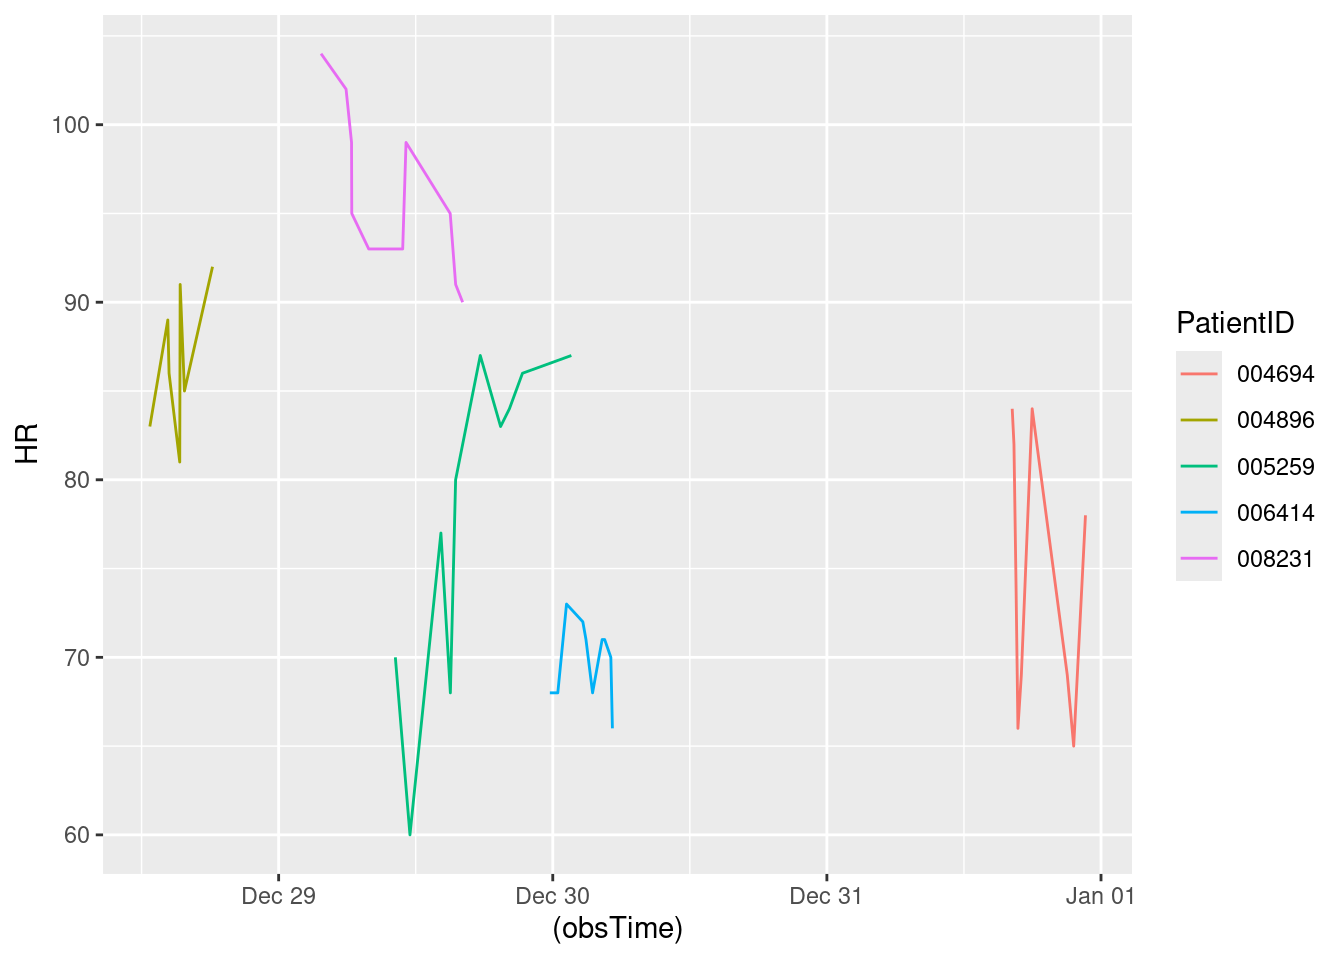 100
90
80
70
60
HR
Dec 29
Dec 30
Dec 31
Jan 01
(obsTime)
PatientID
004694
004896
005259
006414
008231